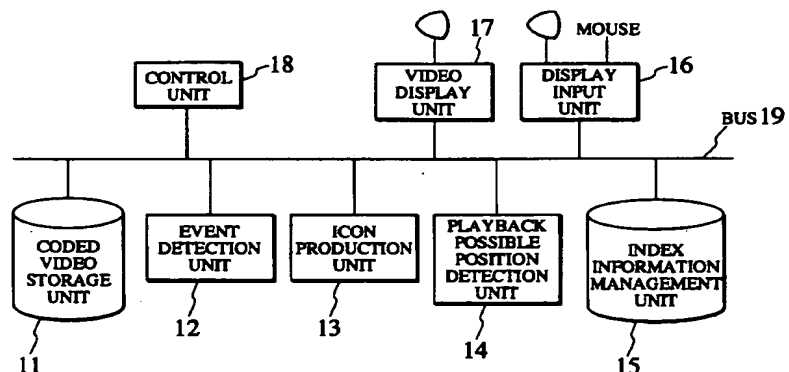 18
CONTROL
UNIT
17
VIDEO
DISPLAY
UNIT
MOUSE
16
DISPLAY
INPUT
UNIT
BUS 19
CODED
VIDEO
STORAGE
UNIT
11
EVENT
DETECTION
UNIT
12
ICON
PRODUCTION
UNIT
13
PLAYBACK
POSSIBLE
POSITION
DETECTION
UNIT
14
INDEX
INFORMATION
MANAGEMENT
UNIT
15